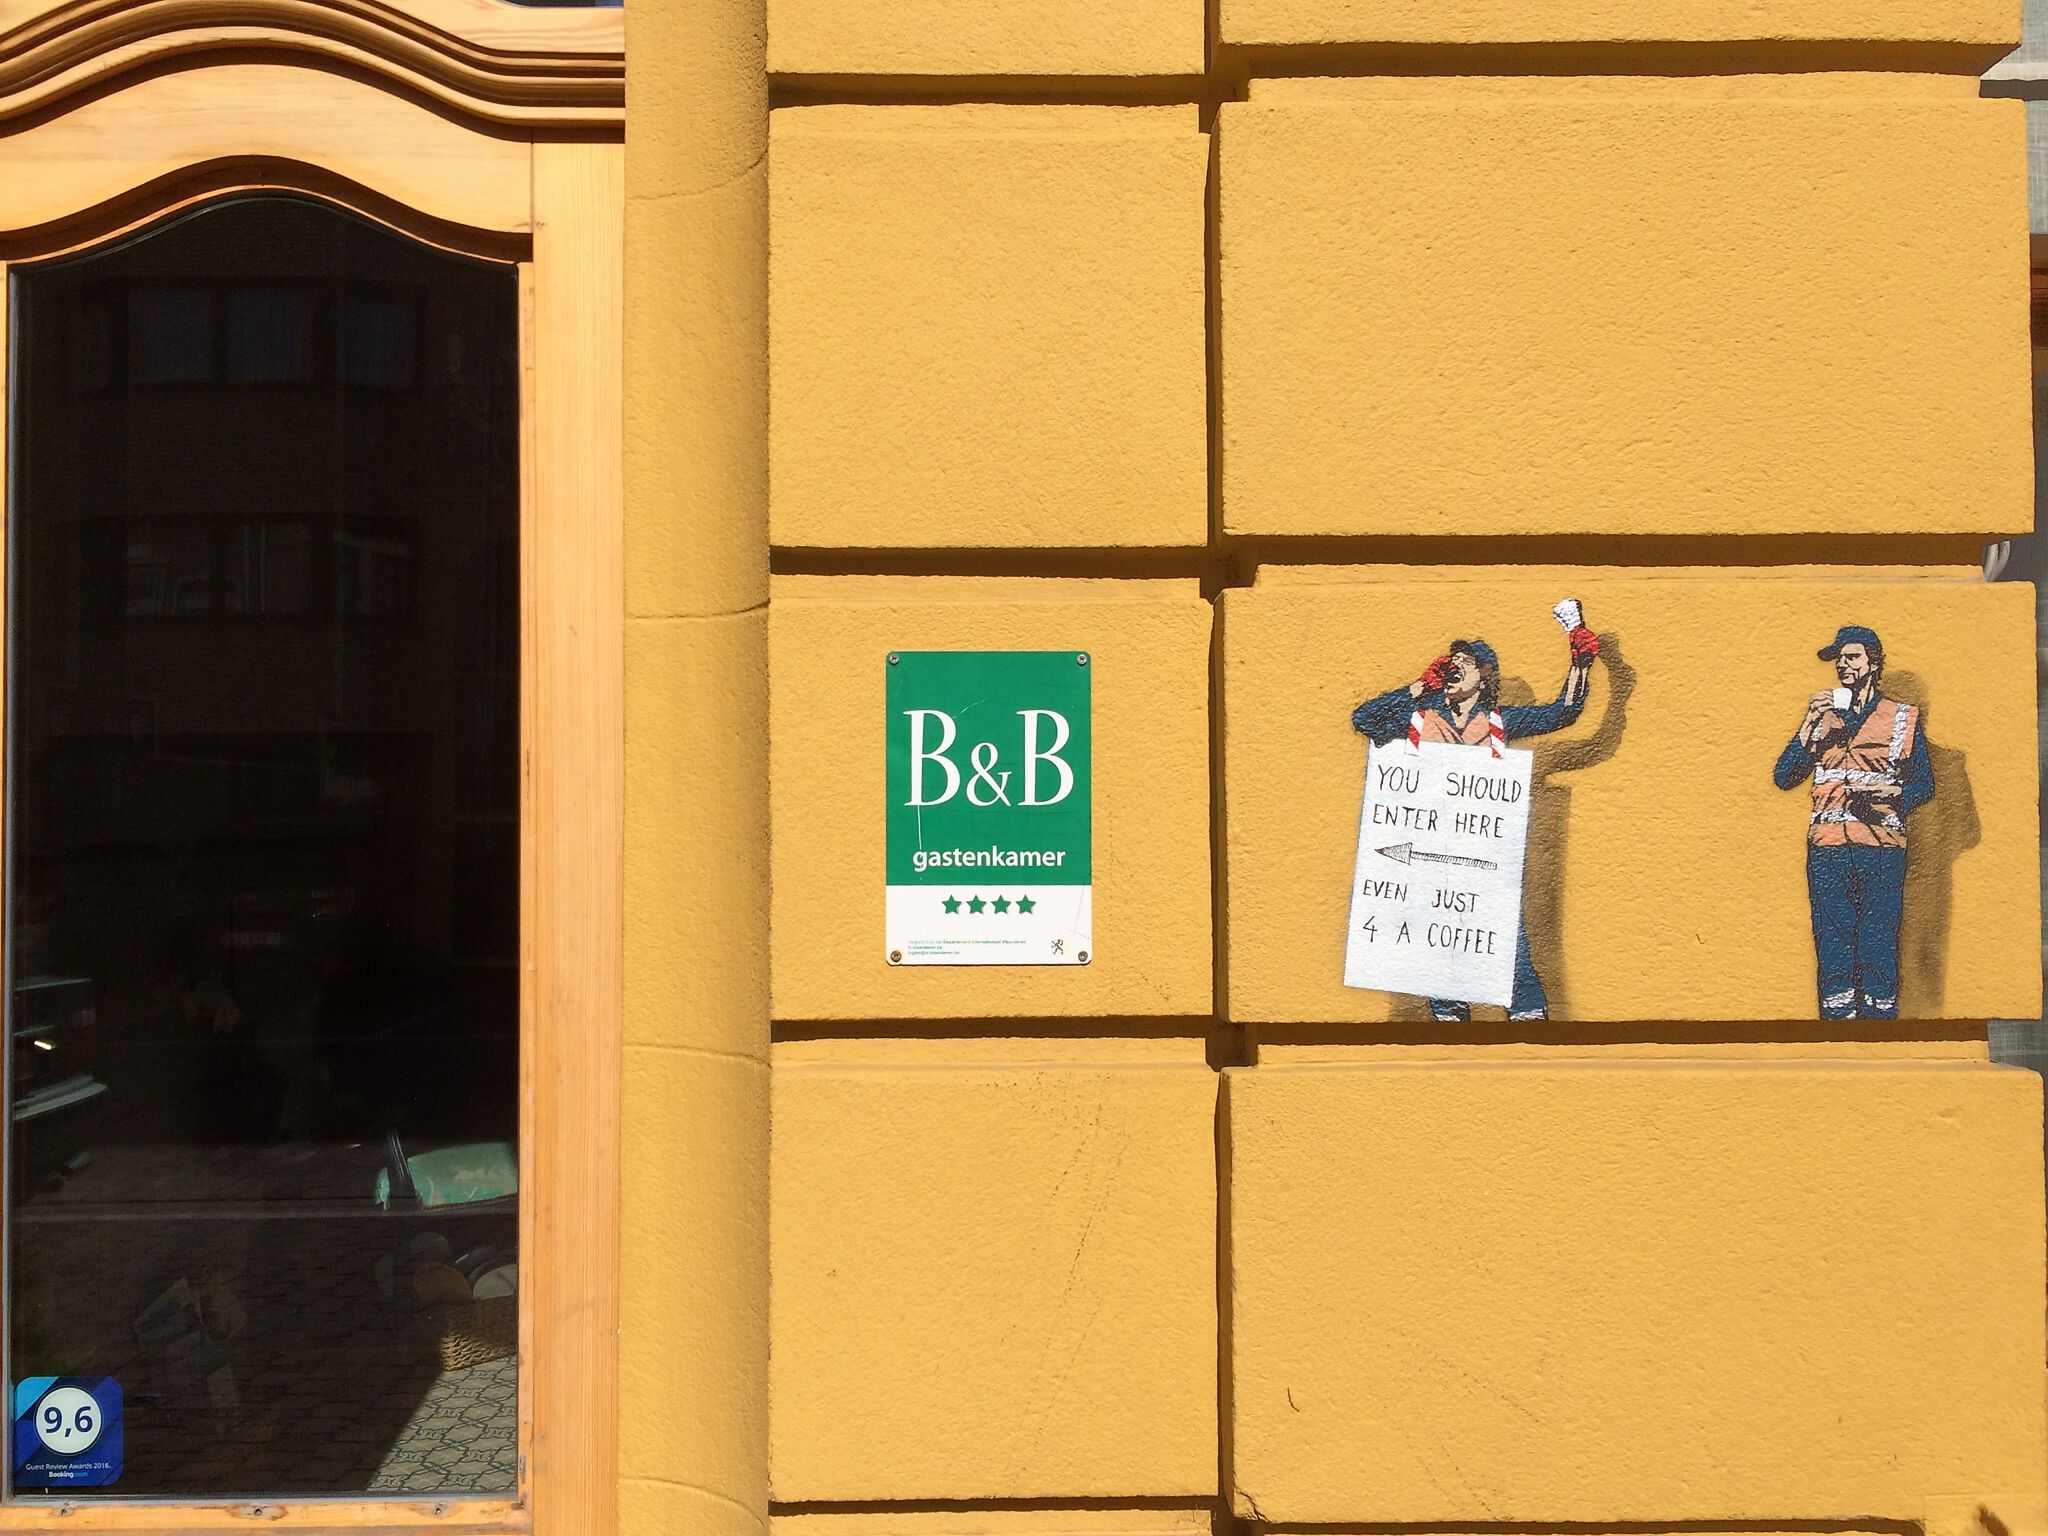 B&B
gastenkamer
YOU SHOULD
ENTER HERE
EVEN JUST
4 A COFFEE
9,6
Guest Review Awards 2016.
Booking.com